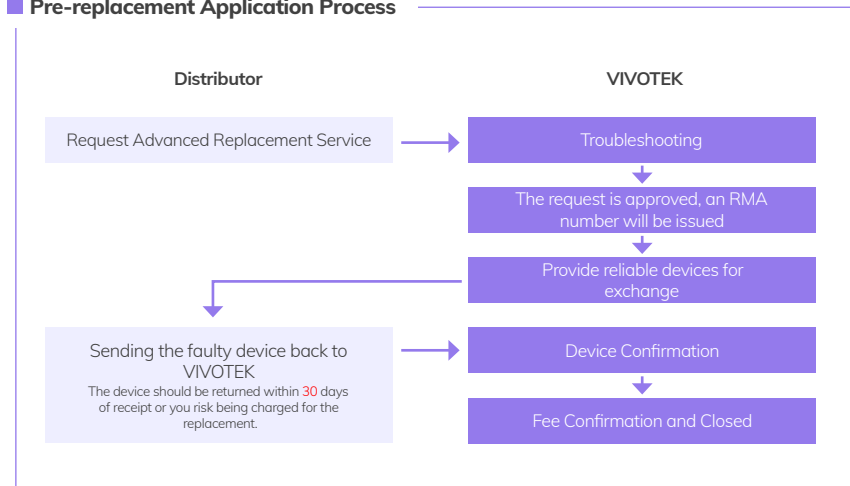 Pre-replacement Application Process
Distributor
VIVOTEK
Request Advanced Replacement Service
Troubleshooting
The request is approved, an RMA
number will be issued
Provide reliable devices for
exchange
Sending the faulty device back to
VIVOTEK
The device should be returned within 30 days
of receipt or you risk being charged for the
replacement.
Device Confirmation
Fee Confirmation and Closed